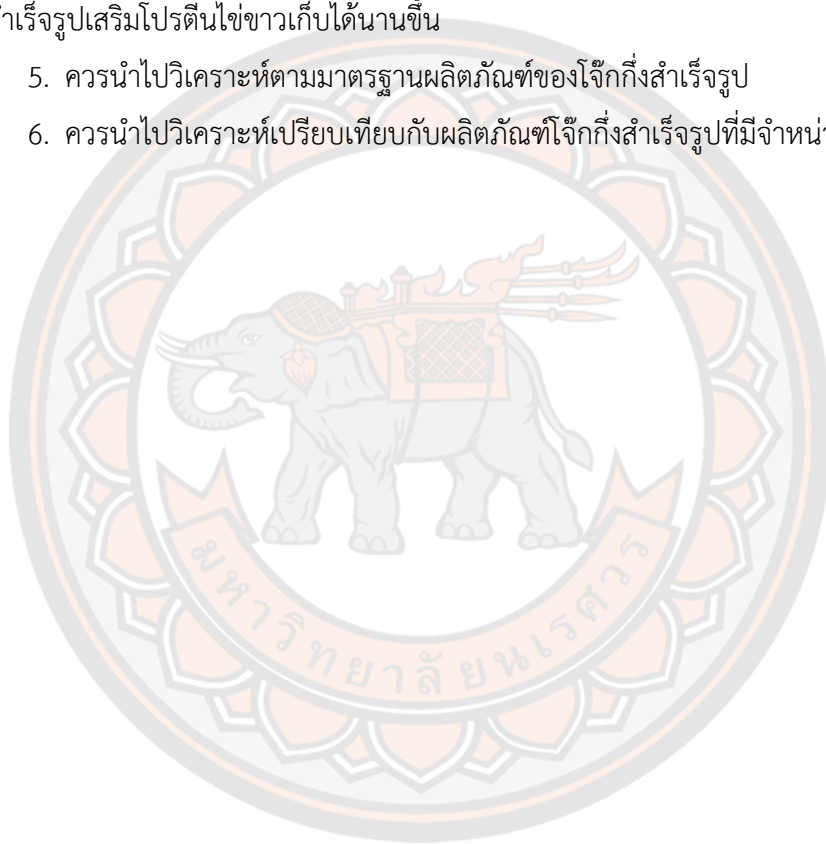 สำเร็จรูปเสริมโปรตีนไข่ขาวเก็บได้นานขึ้น
5. ควรนำไปวิเคราะห์ตามมาตรฐานผลิตภัณฑ์ของโจ๊กกึ่งสำเร็จรูป
6. ควรนำไปวิเคราะห์เปรียบเทียบกับผลิตภัณฑ์โจ๊กกึ่งสำเร็จรูปที่มี
มหาวิทยาลัยนเรศวร